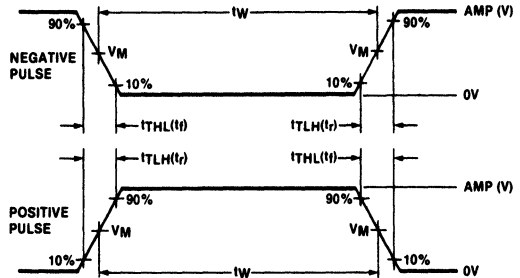 tW
AMP (V)
90%
90%
NEGATIVE
PULSE
VM
VM
10%
10%
0V
tTHL(tf)
tTLH(tr)
tTLH(tr)
tTHL(tf)
AMP (V)
90%
90%
POSITIVE
PULSE
VM
VM
10%
10%
0V
tW